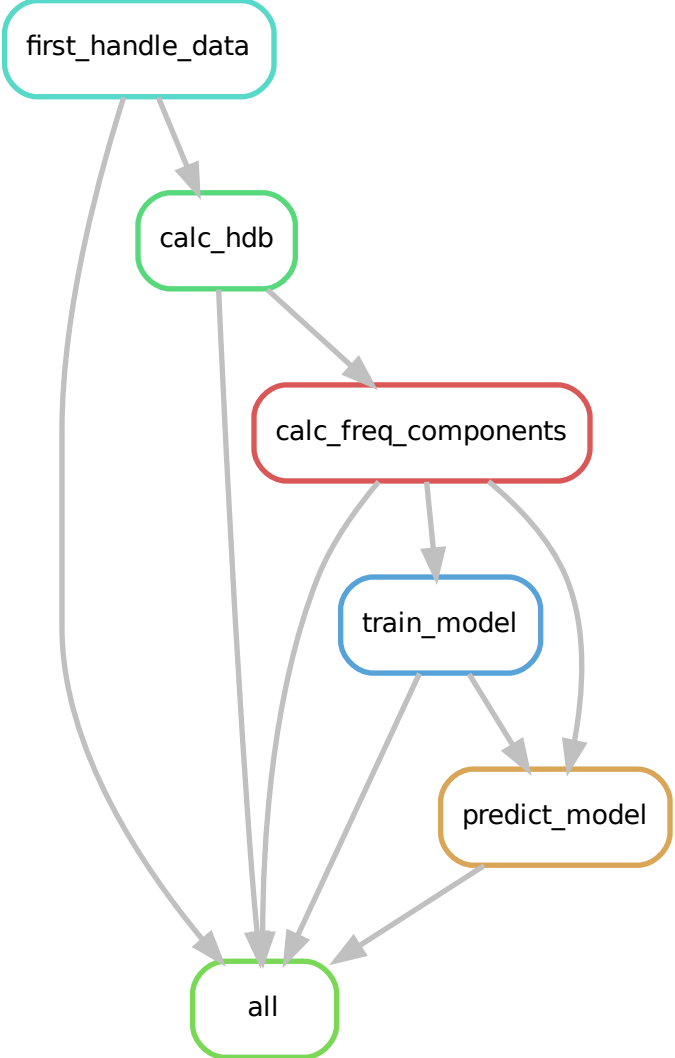 first_handle_data
calc_hdb
calc_freq_components
train_model
predict_model
all